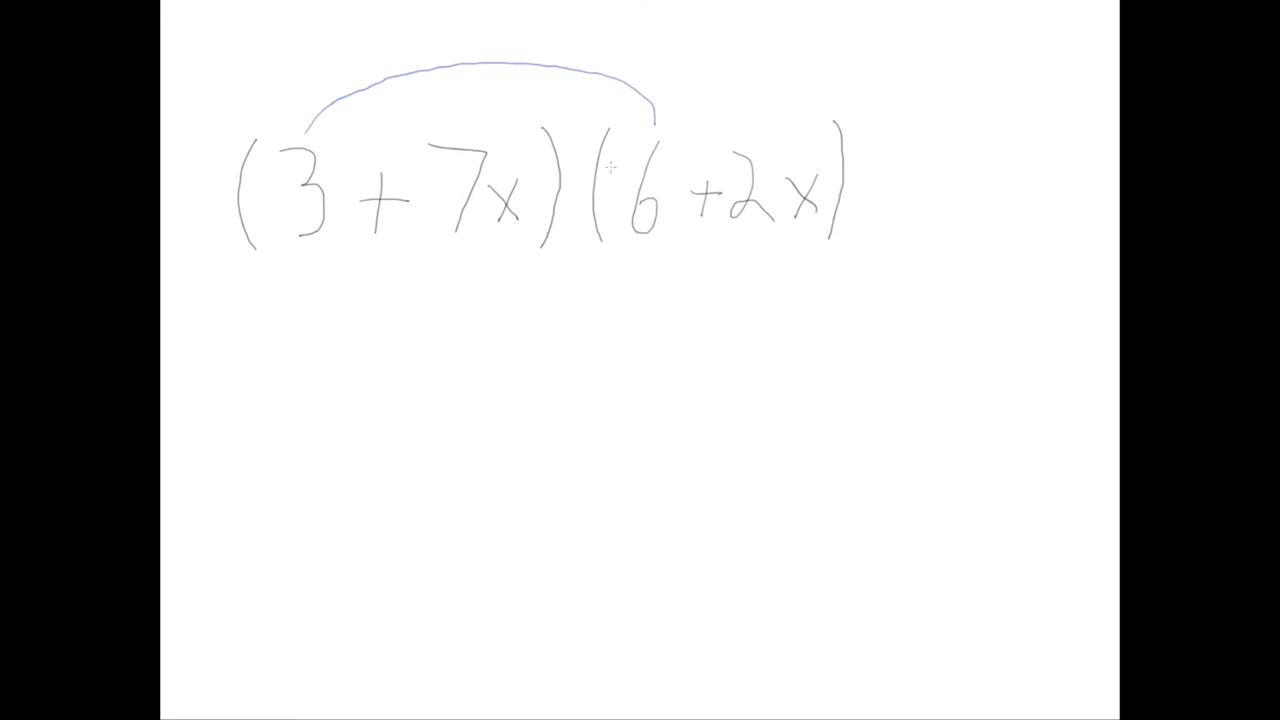 (3 + 7x)(6 + 2x)